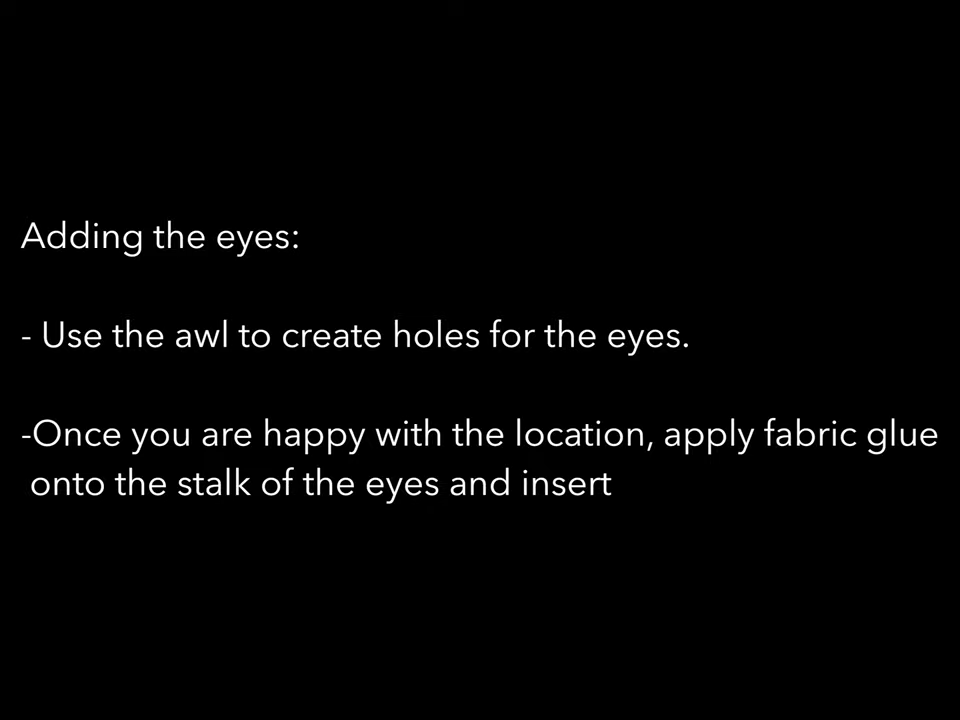 Adding the eyes:
- Use the awl to create holes for the eyes.
-Once you are happy with the location, apply fabric glue
onto the stalk of the eyes and insert